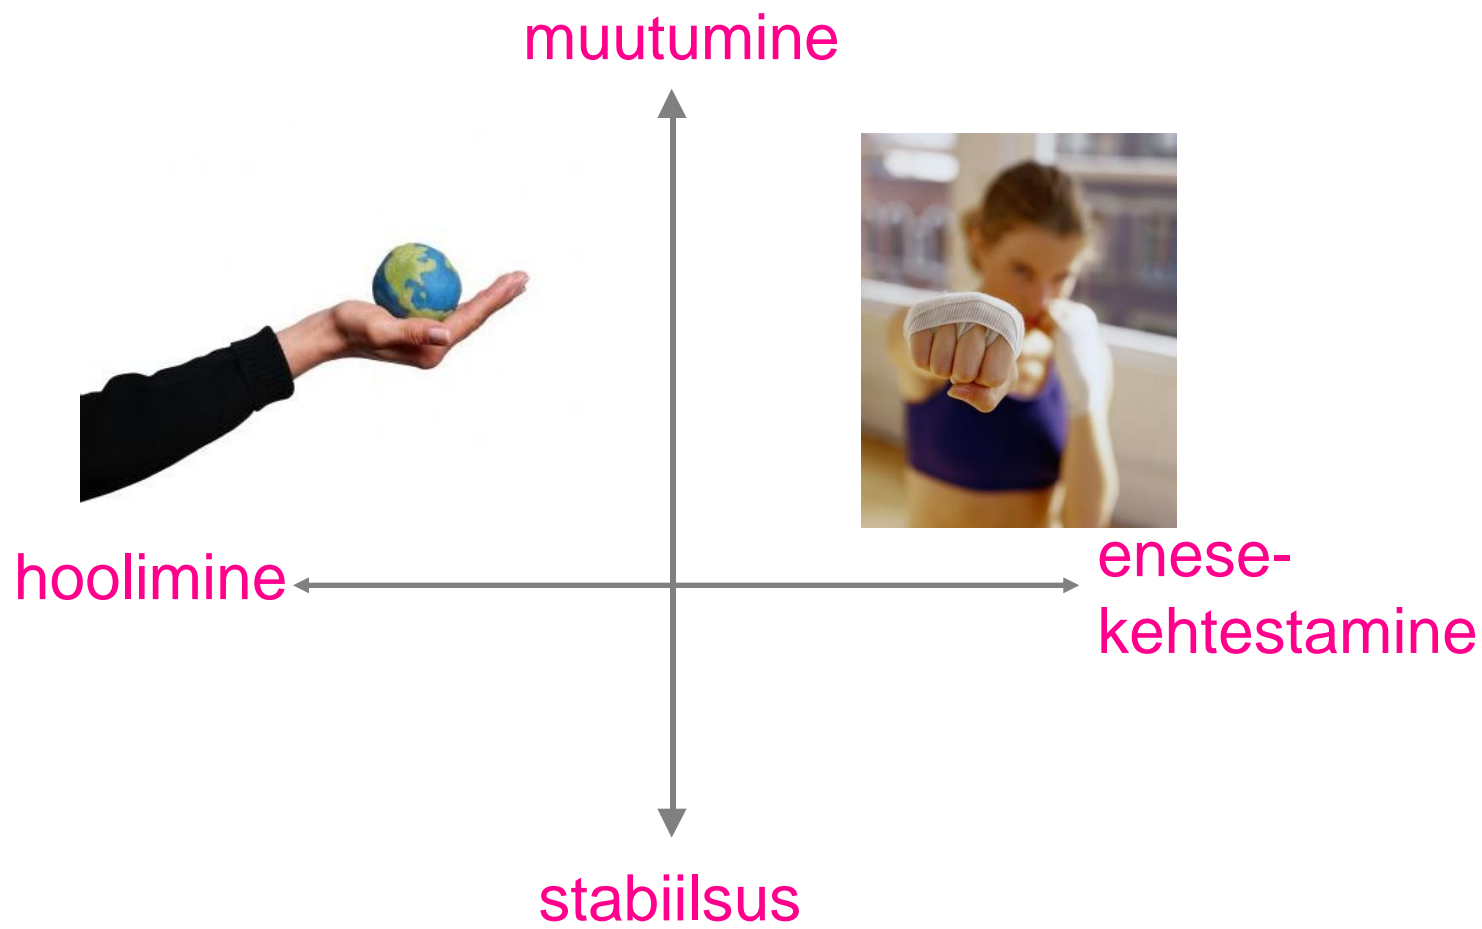 muutumine
hoolimine
enese-
kehtestamine
stabiilsus